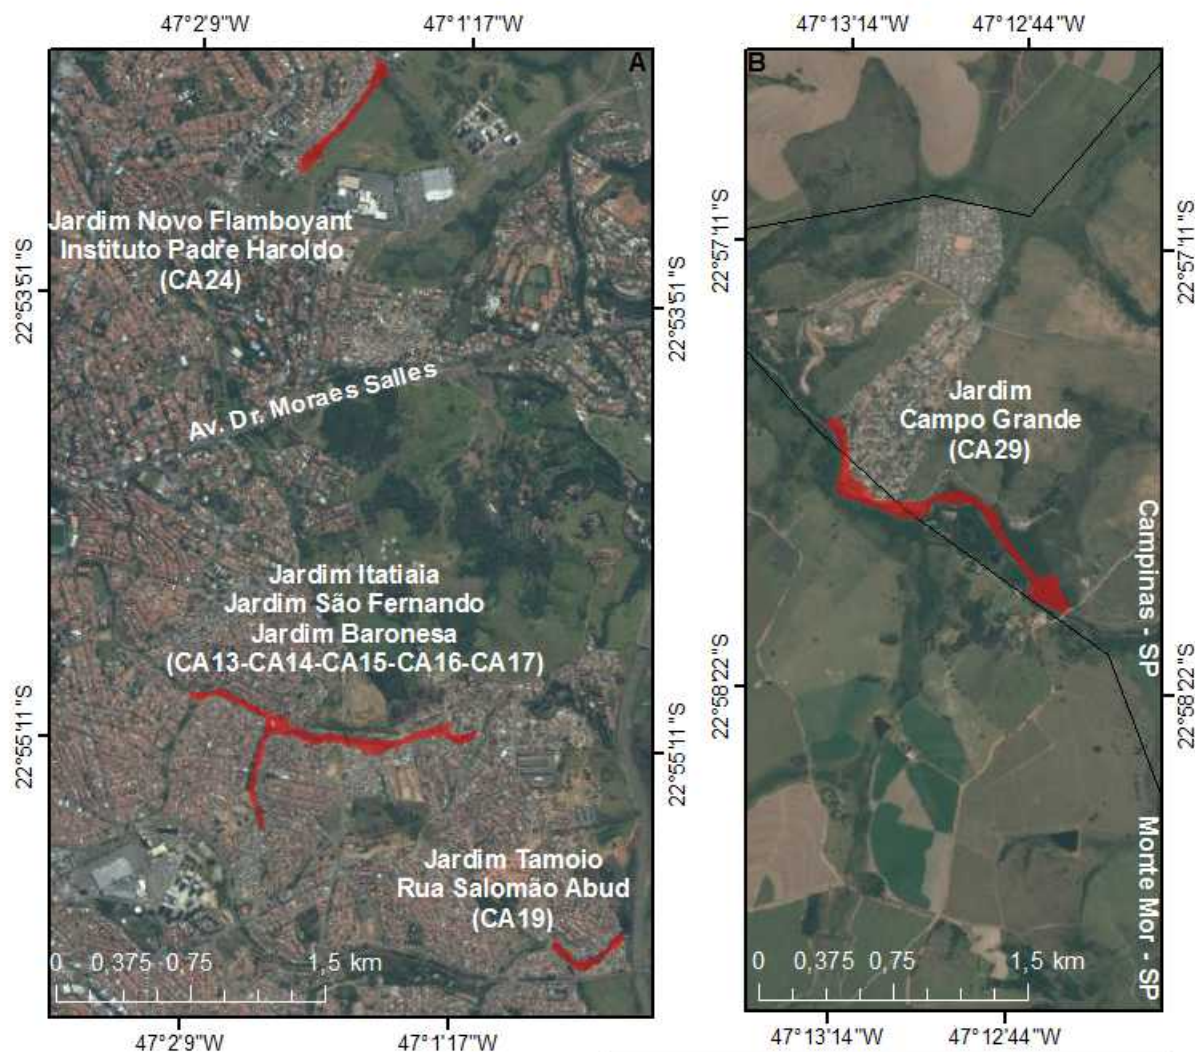 47°2'9"W 47°1'17"W
47°13'14"W 47°12'44"W
A
B
Jardim Novo Flamboyant
Instituto Padre Haroldo
(CA24)
22°53'51"S
22°53'51"S
22°57'11"S
22°57'11"S
Av. Dr. Moraes Salles
Jardim
Campo Grande
(CA29)
Jardim Itatiaia
Jardim São Fernando
Jardim Baronesa
(CA13-CA14-CA15-CA16-CA17)
Campinas - SP
22°55'11"S
22°55'11"S
22°58'22"S
22°58'22"S
Jardim Tamoio
Rua Salomão Abud
(CA19)
Monte Mor - SP
0 0,375 0,75 1,5 km
0 0,375 0,75 1,5 km
47°2'9"W 47°1'17"W
47°13'14"W 47°12'44"W